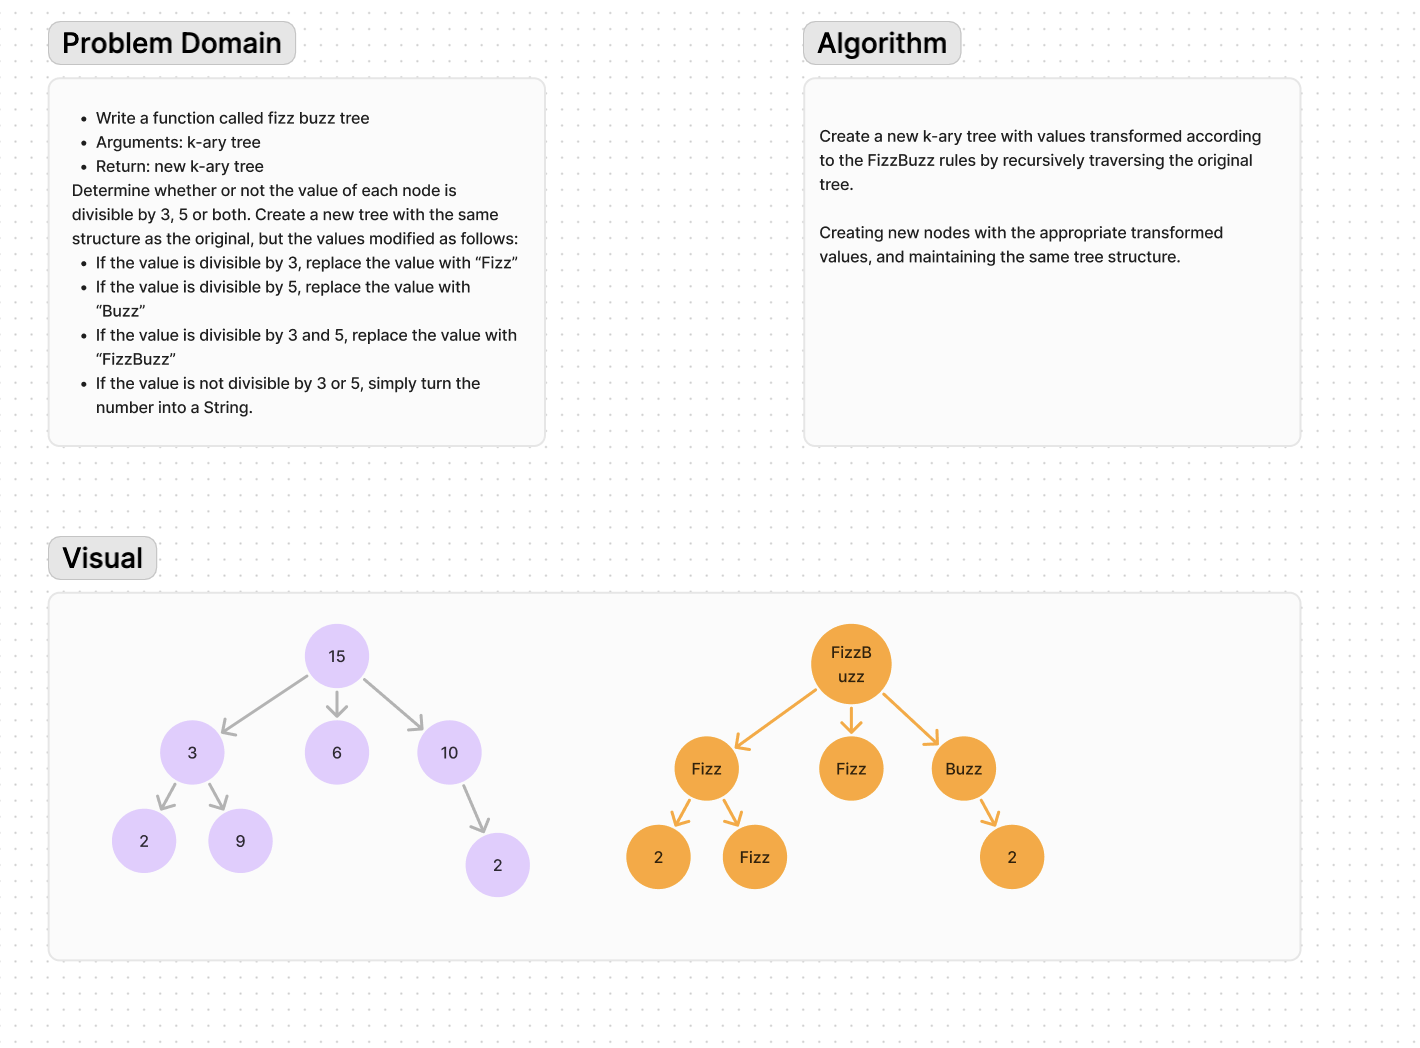 Problem Domain
• Write a function called fizz buzz tree
• Arguments: k-ary tree
• Return: new k-ary tree
Determine whether or not the value of each node is
divisible by 3, 5 or both. Create a new tree with the same
structure as the original, but the values modified as follows:
• If the value is divisible by 3, replace the value with “Fizz”
• If the value is divisible by 5, replace the value with
“Buzz”
• If the value is divisible by 3 and 5, replace the value with
“FizzBuzz”
• If the value is not divisible by 3 or 5, simply turn the
number into a String.
Algorithm
Create a new k-ary tree with values transformed according
to the FizzBuzz rules by recursively traversing the original
tree.
Creating new nodes with the appropriate transformed
values, and maintaining the same tree structure.
Visual
15
3
6
10
2
9
2
FizzB
uzz
Fizz
Fizz
Buzz
2
Fizz
2